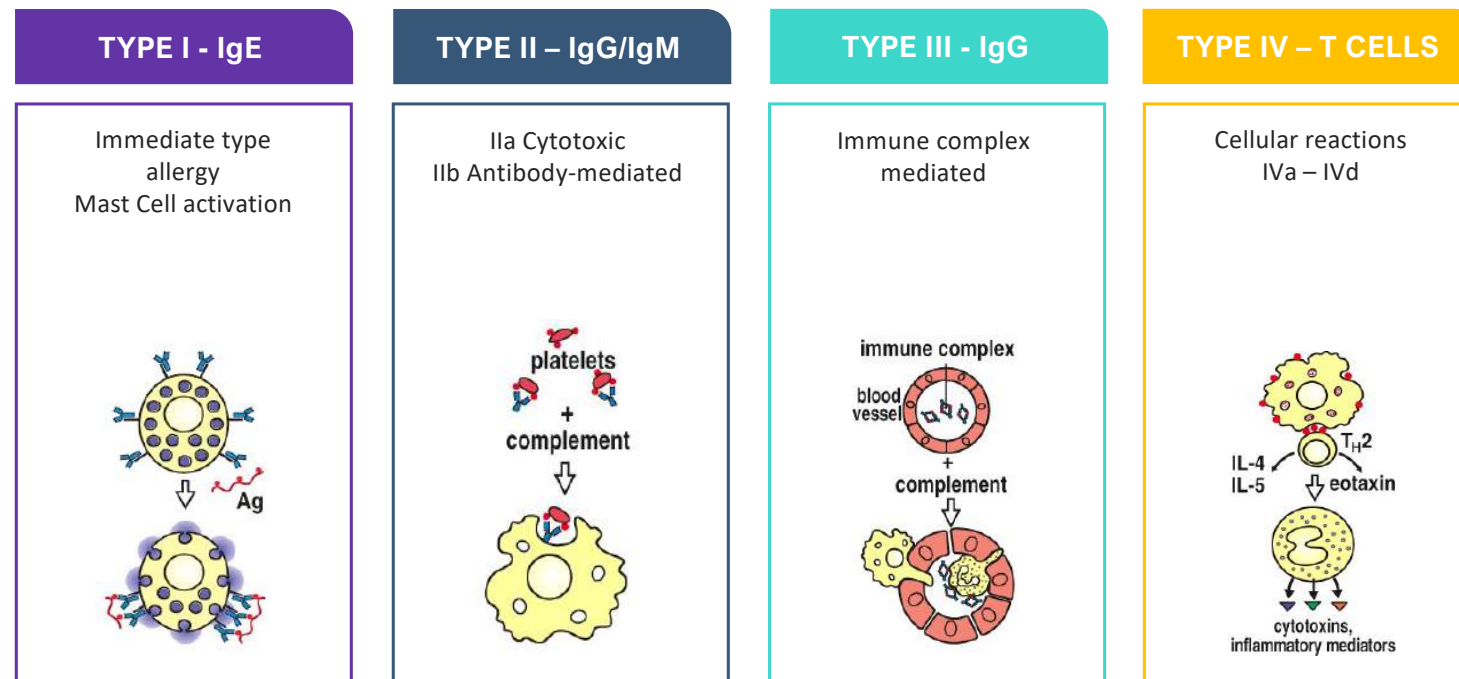 TYPE I - IgE
Immediate type
allergy
Mast Cell activation
Ag
TYPE II – IgG/IgM
IIa Cytotoxic
IIb Antibody-mediated
platelets
+
complement
TYPE III - IgG
Immune complex
mediated
immune complex
blood
vessel
+
complement
TYPE IV – T CELLS
Cellular reactions
IVa – IVd
TH2
IL-4
IL-5
eotaxin
cytotoxins,
inflammatory mediators